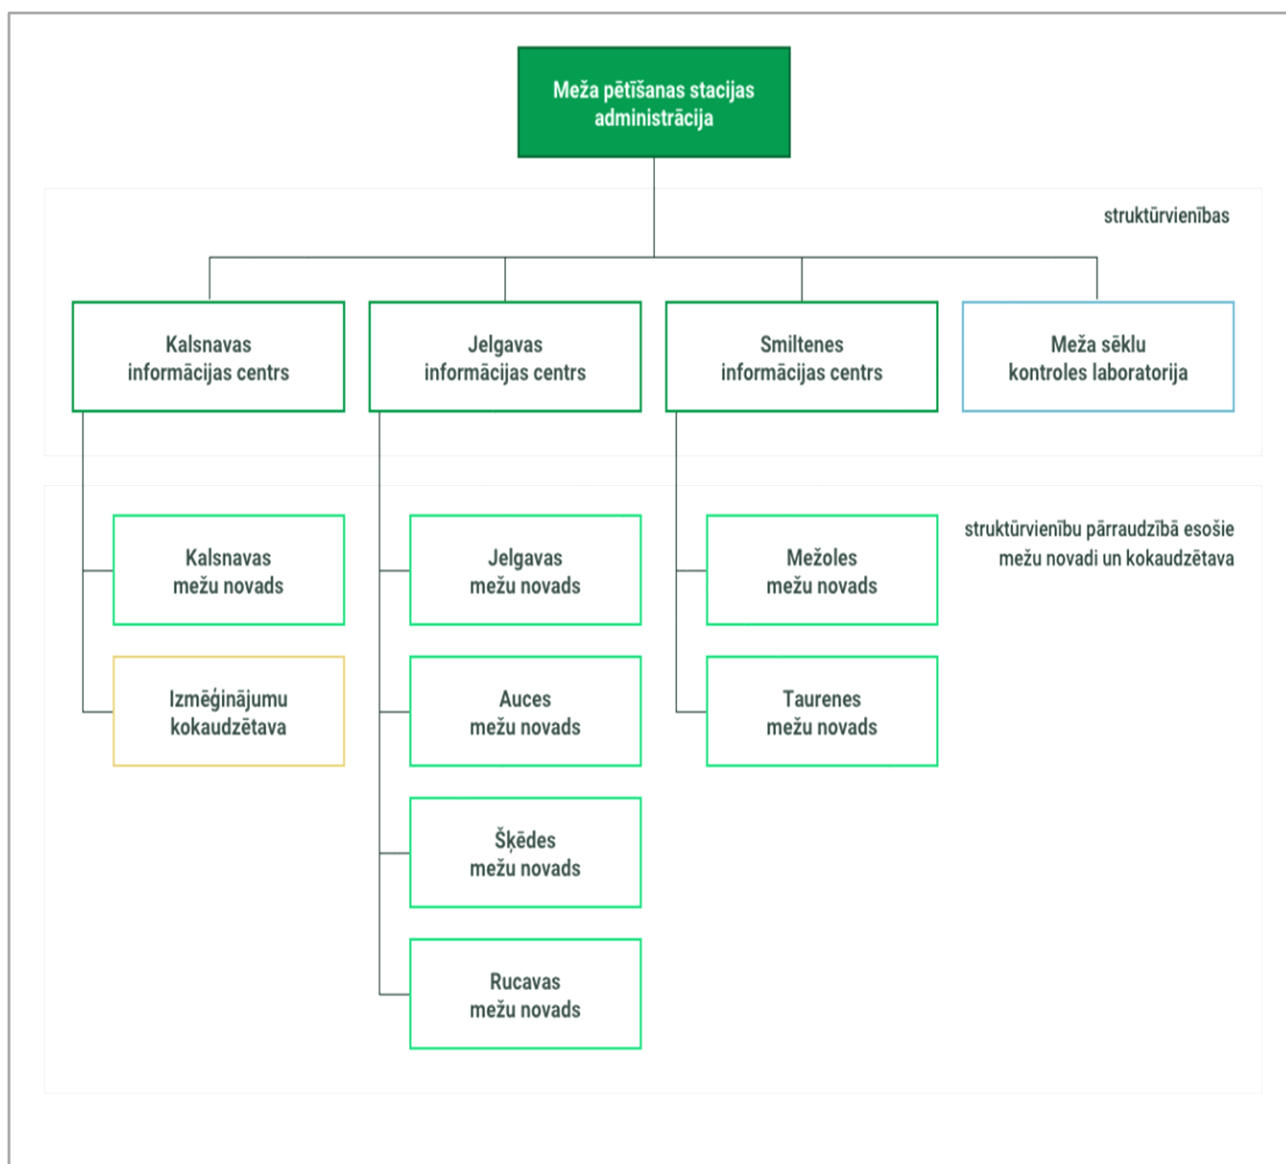 Meža pētīšanas stacijas
administrācija
struktūrvienības
Kalsnavas
informācijas centrs
Jelgavas
informācijas centrs
Smiltenes
informācijas centrs
Meža sēklu
kontroles laboratorija
struktūrvienību pārraudzībā esošie
mežu novadi un kokaudzētava
Kalsnavas
mežu novads
Izmēģinājumu
kokaudzētava
Jelgavas
mežu novads
Auces
mežu novads
Šķēdes
mežu novads
Rucavas
mežu novads
Mežoles
mežu novads
Taurenes
mežu novads